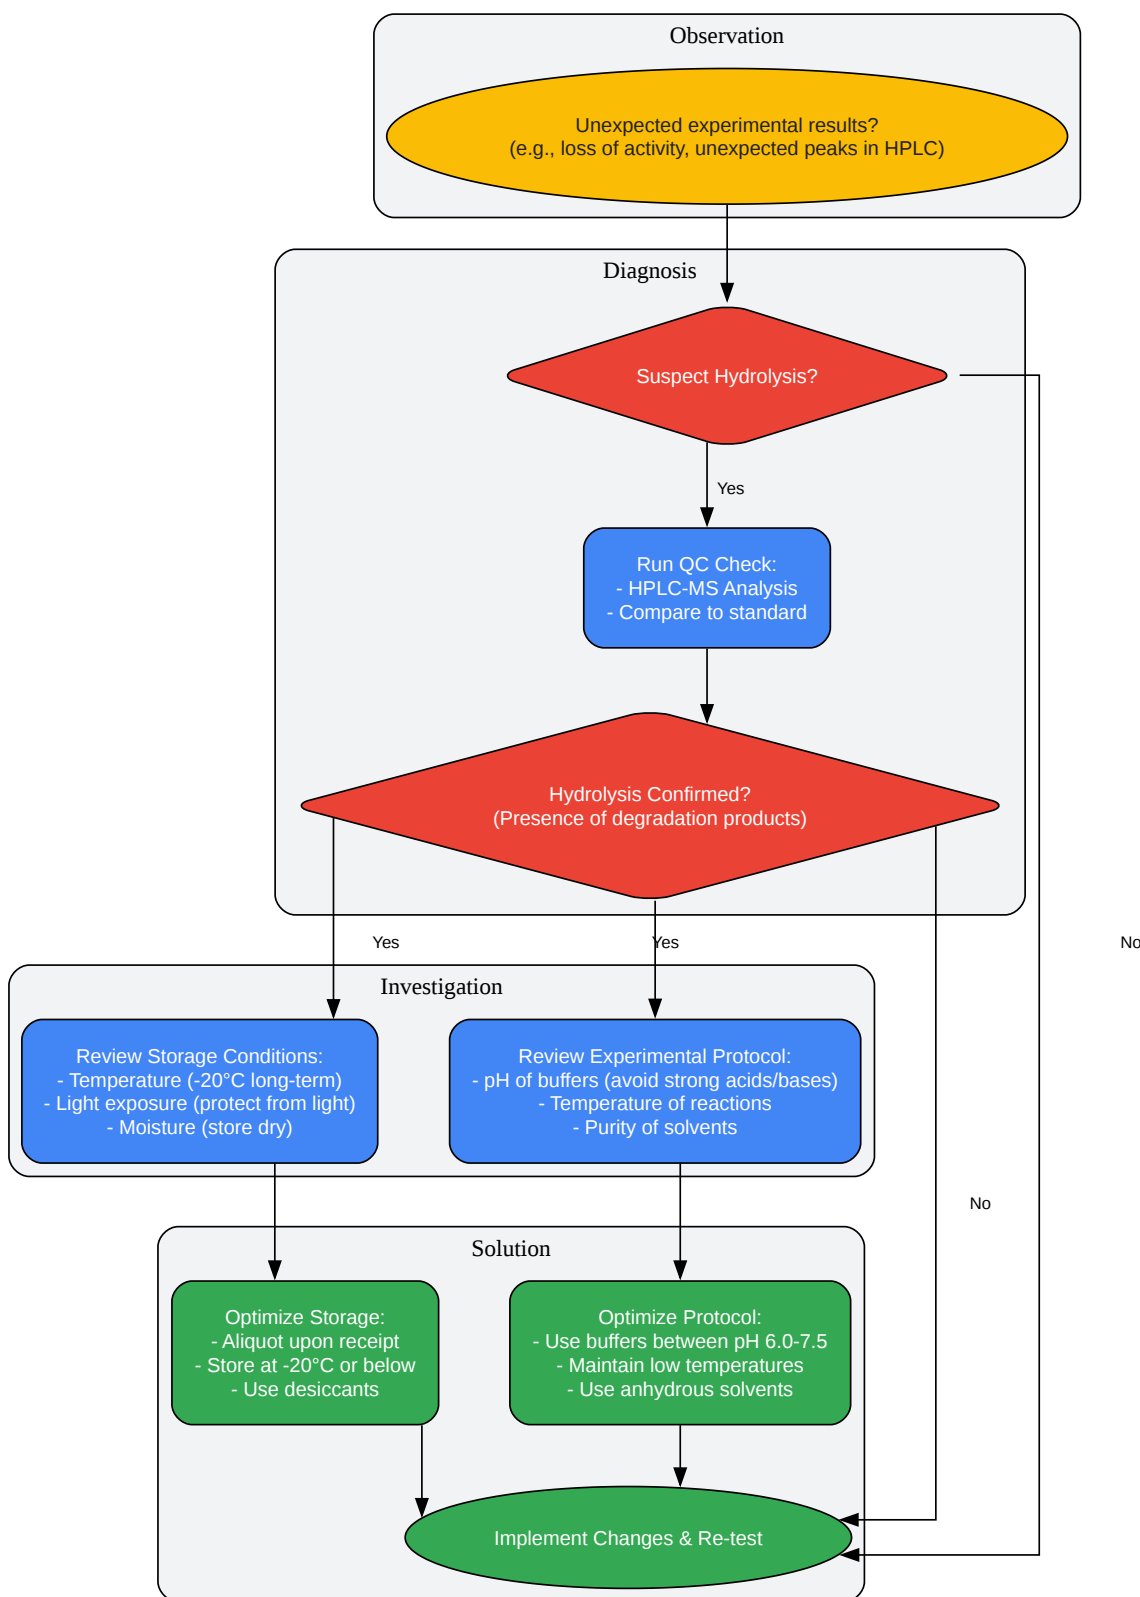 Observation
Unexpected experimental results?
(e.g., loss of activity, unexpected peaks in HPLC)
Diagnosis
Suspect Hydrolysis?
Yes
Run QC Check:
- HPLC-MS Analysis
- Compare to standard
Hydrolysis Confirmed?
(Presence of degradation products)
Yes
Yes
No
Investigation
Review Storage Conditions:
- Temperature (-20°C long-term)
- Light exposure (protect from light)
- Moisture (store dry)
Review Experimental Protocol:
- pH of buffers (avoid strong acids/bases)
- Temperature of reactions
- Purity of solvents
No
Solution
Optimize Storage:
- Aliquot upon receipt
- Store at -20°C or below
- Use desiccants
Optimize Protocol:
- Use buffers between pH 6.0-7.5
- Maintain low temperatures
- Use anhydrous solvents
Implement Changes & Re-test